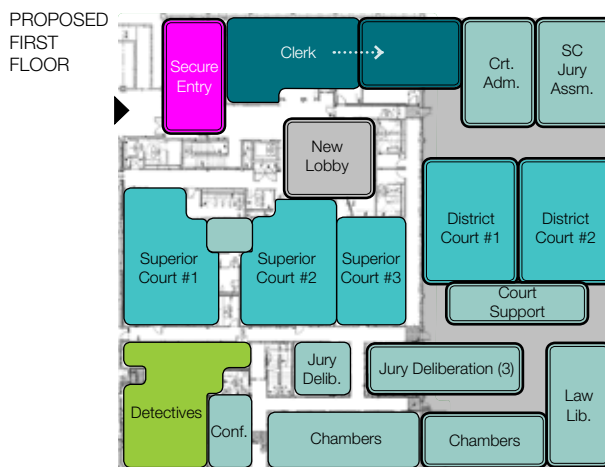 PROPOSED
FIRST
FLOOR
Secure
Entry
Clerk
Crt.
Adm.
SC
Jury
Assm.
New
Lobby
District
Court #1
District
Court #2
Superior
Court #1
Superior
Court #2
Superior
Court #3
Court
Support
Jury
Delib.
Jury Deliberation (3)
Law
Lib.
Detectives
Conf.
Chambers
Chambers